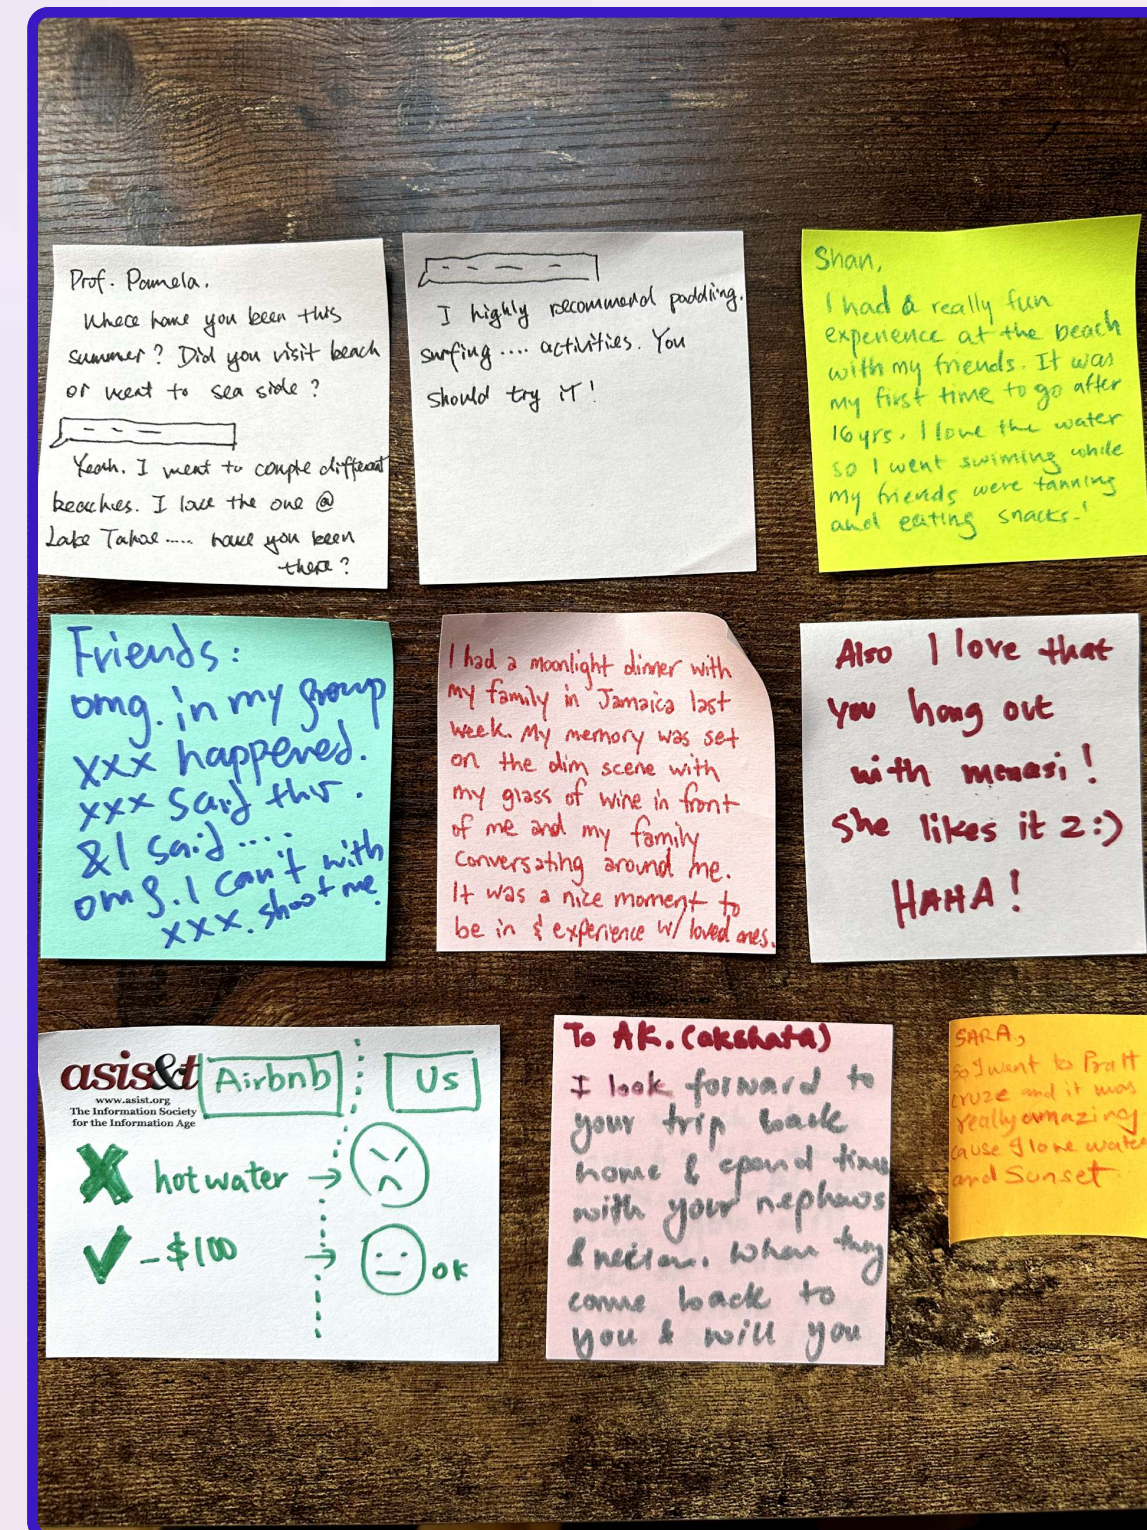 Prof. Pamela.
Where have you been this
summer? Did you visit beach
or went to sea side?
Yeah. I went to couple different
beaches. I love the one @
Lake Tahoe..... have you been
there?
I highly recommend paddling.
surfing.... activities. You
should try it!
Shan,
I had a really fun
experience at the beach
with my friends. It was
my first time to go after
16yrs. I love the water
so I went swiming while
my friends were tanning
and eating snacks.!
Friends:
omg. in my group
xxx happened.
xxx said this.
& I said...
omg. I can't with
xxx. shoot me.
I had a moonlight dinner with
my family in Jamaica last
week. My memory was set
on the dim scene with
my glass of wine in front
of me and my family
conversating around me.
It was a nice moment to
be in & experience w/ loved ones.
Also I love that
you hang out
with menasi!
She likes it 2:)
HAHA!
asis&t
www.asist.org
The Information Society
for the Information Age
Airbnb
Us
hot water
-$100
ok
To AK. (akshata)
I look forward to
your trip back
home & spend time
with your nephews
& . When they
come back to
you & will you
SARA,
so I went to Pratt
cruze and it was
really amazing
cause I love water
and Sunset